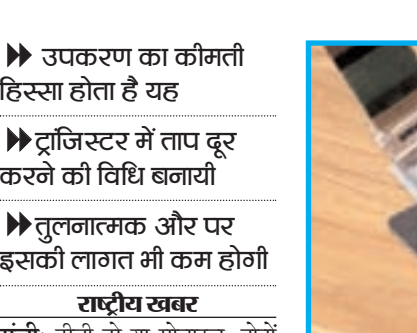 ▶▶ उपकरण का कीमती
हिस्सा होता है यह
▶▶ट्रांजिस्टर में ताप दूर
करने की विधि बनायी
▶▶तुलनात्मक और पर
इसकी लागत भी कम होगी
राष्ट्रीय खबर